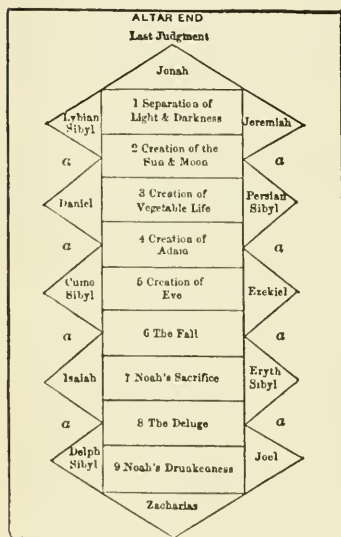 ALTAR END
Last Judgment
Jonah
Lybian
Sibyl
1 Separation of
Light & Darkness
Jeremiah
a
2 Creation of the
Sun & Moon
a
Daniel
3 Creation of
Vegetable Life
Persian
Sibyl
a
4 Creation of
Adam
a
Cumo
Sibyl
5 Creation of
Eve
Ezekiel
a
6 The Fall
a
Isaiah
7 Noah's Sacrifice
Eryth
Sibyl
a
8 The Deluge
a
Delph
Sibyl
9 Noah's Drunkenness
Joel
Zacharias